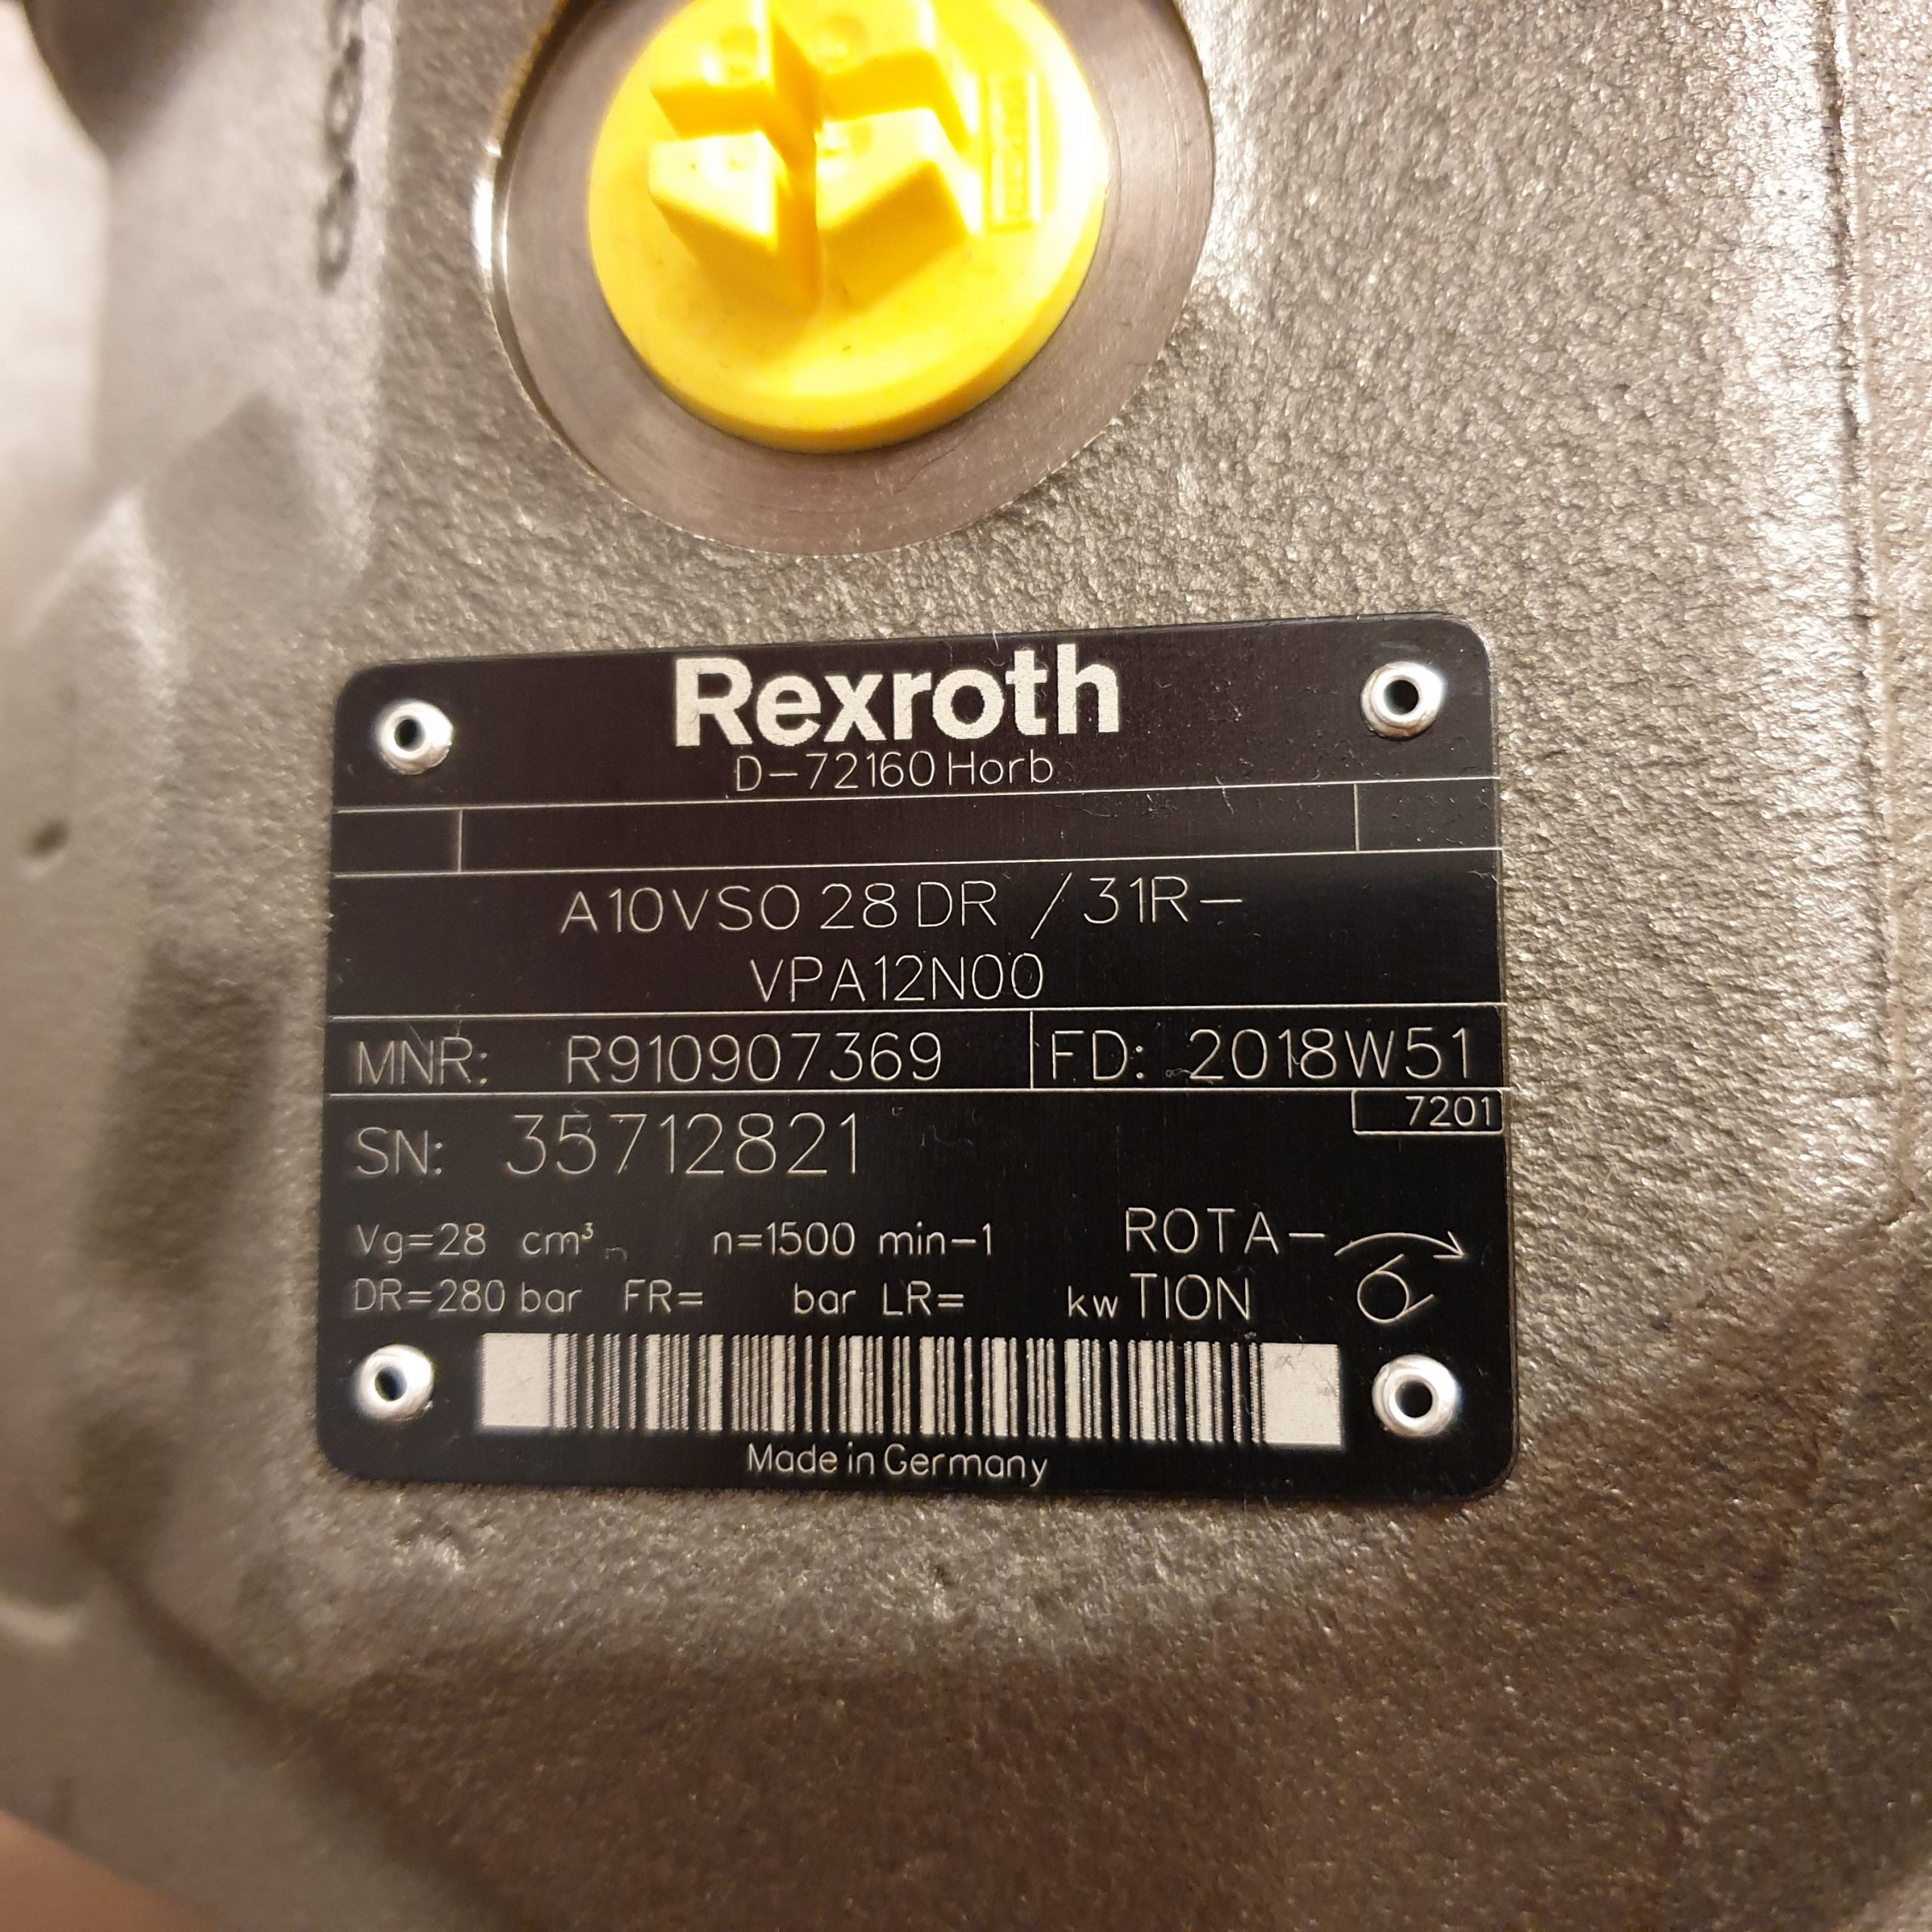 Rexroth
D-72160 Horb
A10VSO 28 DR /31R-
VPA12N00
MNR: R910907369 FD: 2018W51
7201
SN: 35712821
Vg=28 cm³ n=1500 min-1 ROTA-
DR=280 bar FR= bar LR= kw TION
Made in Germany